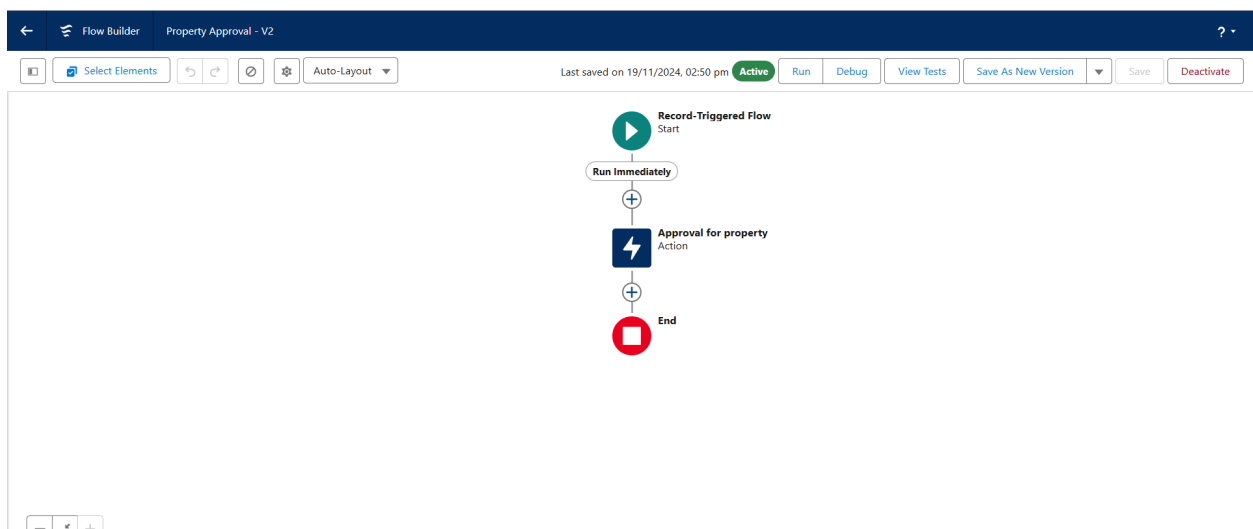 Flow Builder Property Approval - V2 ?
Select Elements Auto-Layout Last saved on 19/11/2024, 02:50 pm Active Run Debug View Tests Save As New Version Save Deactivate
Record-Triggered Flow
Start
Run Immediately
Approval for property
Action
End